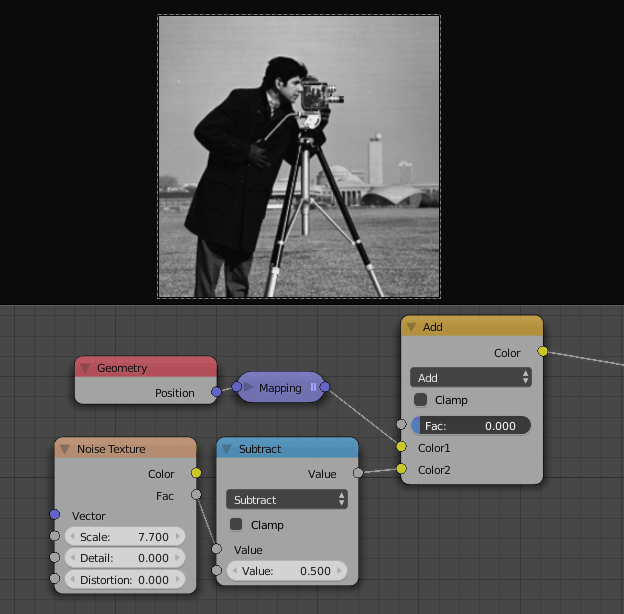 Add
Color
Add
Clamp
Fac: 0.000
Color1
Color2
Geometry
Position
Mapping
Noise Texture
Color
Fac
Vector
Scale: 7.700
Detail: 0.000
Distortion: 0.000
Subtract
Value
Subtract
Clamp
Value
Value: 0.500